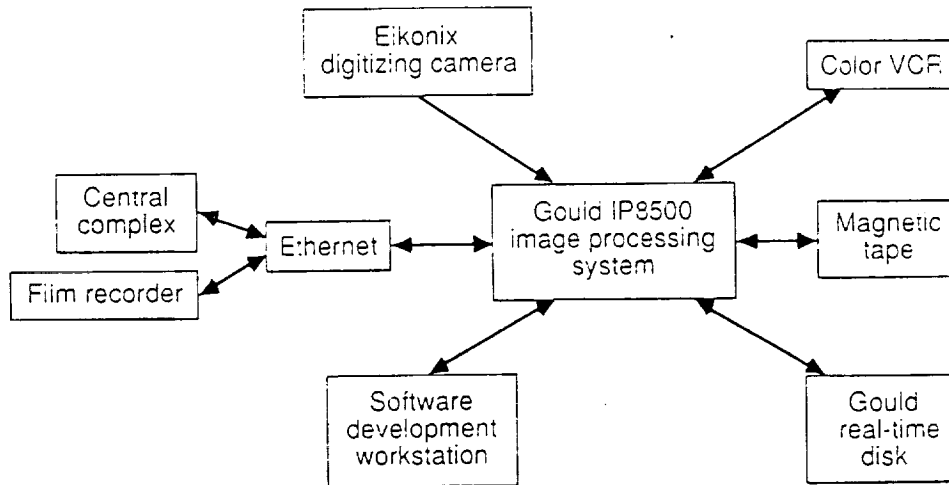 Eikonix
digitizing camera
Color VCR
Central
complex
Ethernet
Gould IP8500
image processing
system
Magnetic
tape
Film recorder
Software
development
workstation
Gould
real-time
disk